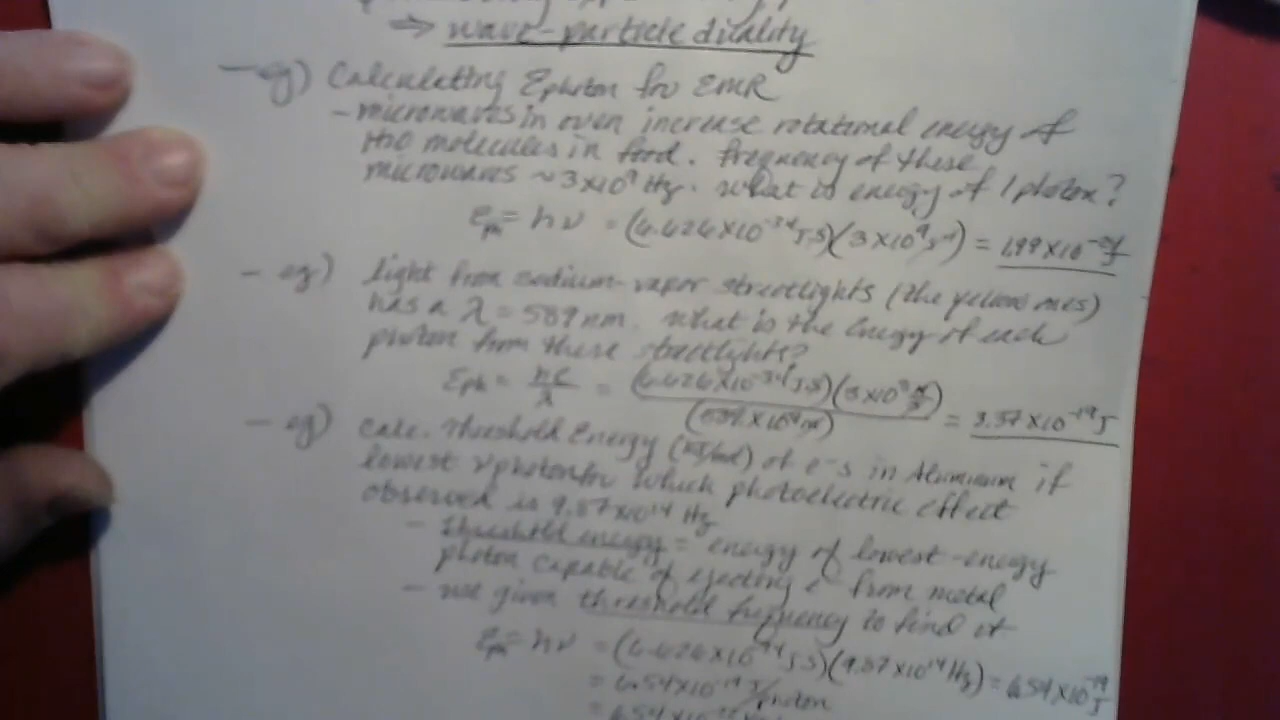 ⇒ wave-particle duality
- eg) Calculating Ephoton for EMR
- microwaves in oven increase rotational energy of
H2O molecules in food. Frequency of these
microwaves ~3x10⁹ Hz. What is energy of 1 photon?
Eph = hν = (6.626x10⁻³⁴ J·s)(3x10⁹ s⁻¹) = 1.99x10⁻²⁴ J
- eg) light from sodium-vapor streetlights (the yellow ones)
has a λ = 589 nm. What is the energy of each
photon from these streetlights?
Eph = hc/λ = (6.626x10⁻³⁴ J·s)(3x10⁸ m/s)/(589x10⁻⁹ m) = 3.37x10⁻¹⁹ J
- eg) Calc. Threshold Energy (kJ/mol) of e⁻s in Aluminum if
lowest ν photon for which photoelectric effect
observed is 9.87x10¹⁴ Hz
- threshold energy = energy of lowest-energy
photon capable of ejecting e⁻ from metal
- use given threshold frequency to find it
Eph = hν = (6.626x10⁻³⁴ J·s)(9.87x10¹⁴ Hz) = 6.54x10⁻¹⁹ J
= 6.54x10⁻¹⁹ J/photon